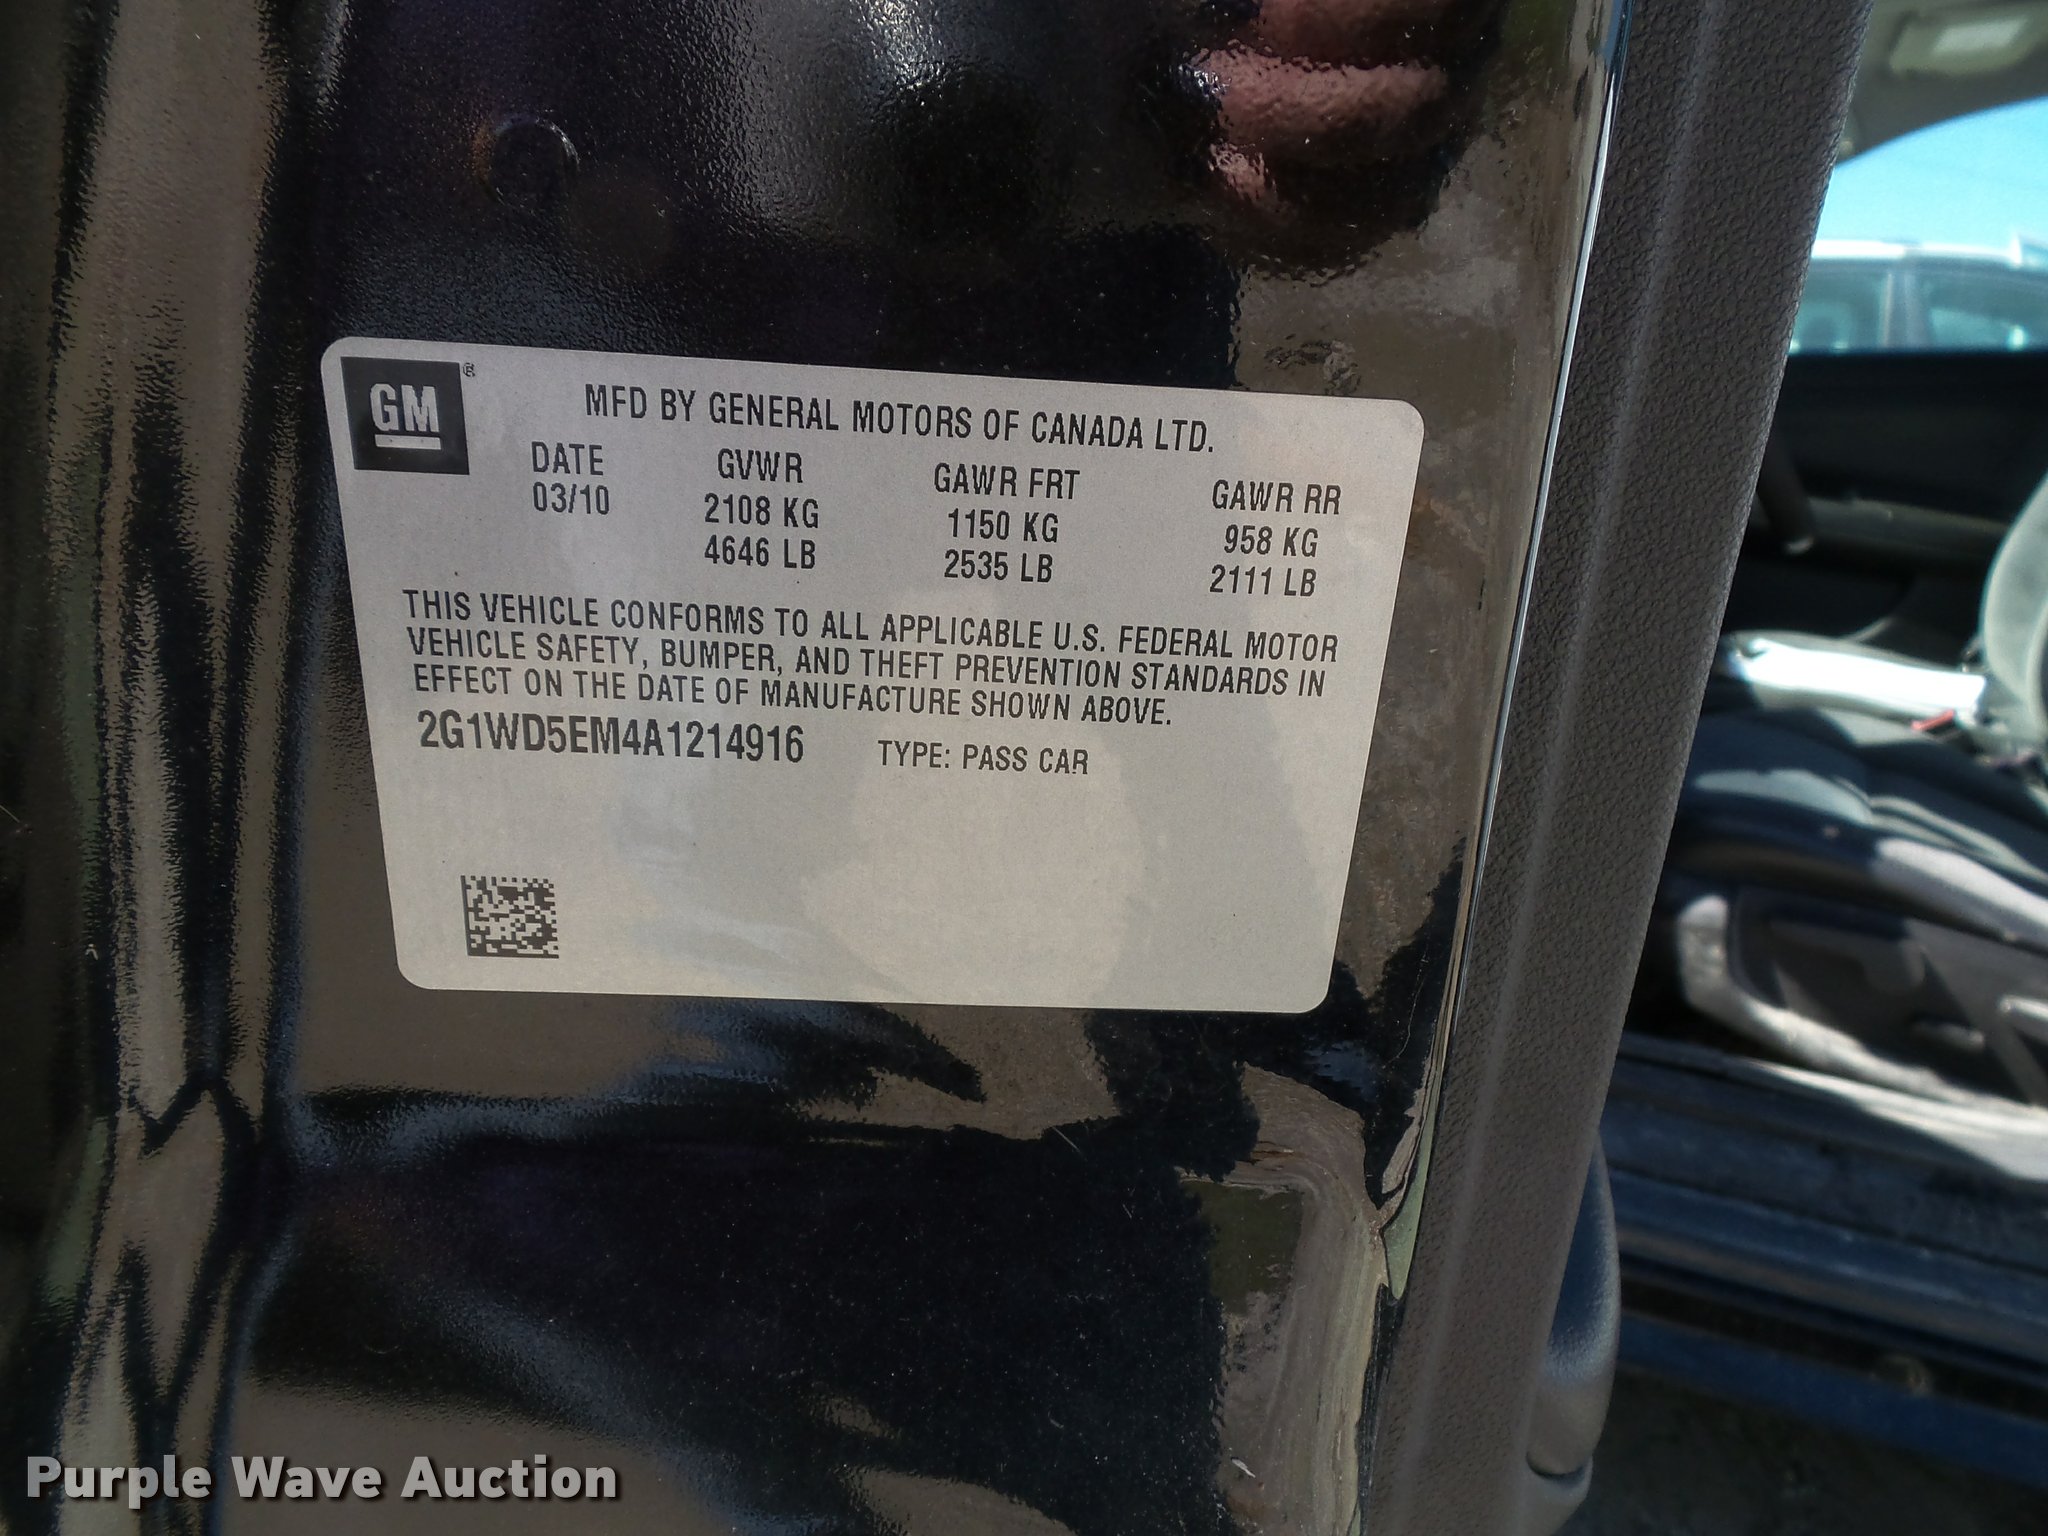 GM®
MFD BY GENERAL MOTORS OF CANADA LTD.
DATE GVWR GAWR FRT GAWR RR
03/10 2108 KG 1150 KG 958 KG
4646 LB 2535 LB 2111 LB
THIS VEHICLE CONFORMS TO ALL APPLICABLE U.S. FEDERAL MOTOR
VEHICLE SAFETY, BUMPER, AND THEFT PREVENTION STANDARDS IN
EFFECT ON THE DATE OF MANUFACTURE SHOWN ABOVE.
2G1WD5EM4A1214916 TYPE: PASS CAR
Purple Wave Auction